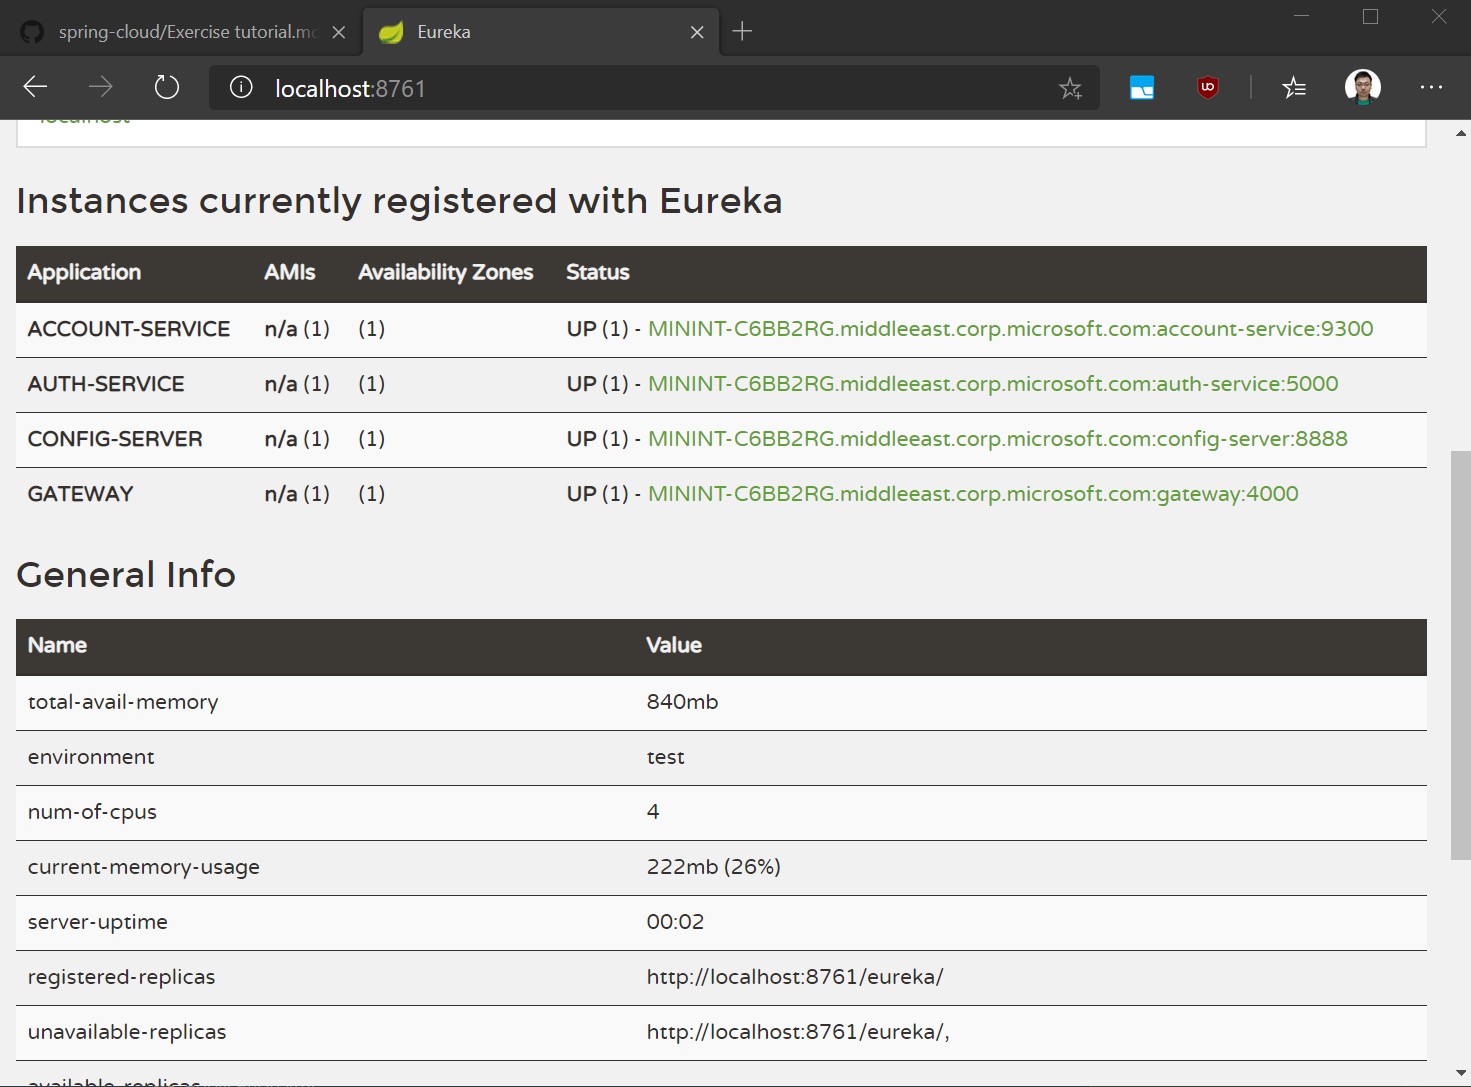 spring-cloud/Exercise tutorial.mc
Eureka
localhost:8761
localhost
Instances currently registered with Eureka
Application AMIs Availability Zones Status
ACCOUNT-SERVICE n/a (1) (1) UP (1) - MININT-C6BB2RG.middleeast.corp.microsoft.com:account-service:9300
AUTH-SERVICE n/a (1) (1) UP (1) - MININT-C6BB2RG.middleeast.corp.microsoft.com:auth-service:5000
CONFIG-SERVER n/a (1) (1) UP (1) - MININT-C6BB2RG.middleeast.corp.microsoft.com:config-server:8888
GATEWAY n/a (1) (1) UP (1) - MININT-C6BB2RG.middleeast.corp.microsoft.com:gateway:4000
General Info
Name Value
total-avail-memory 840mb
environment test
num-of-cpus 4
current-memory-usage 222mb (26%)
server-uptime 00:02
registered-replicas http://localhost:8761/eureka/
unavailable-replicas http://localhost:8761/eureka/,
available-replicas